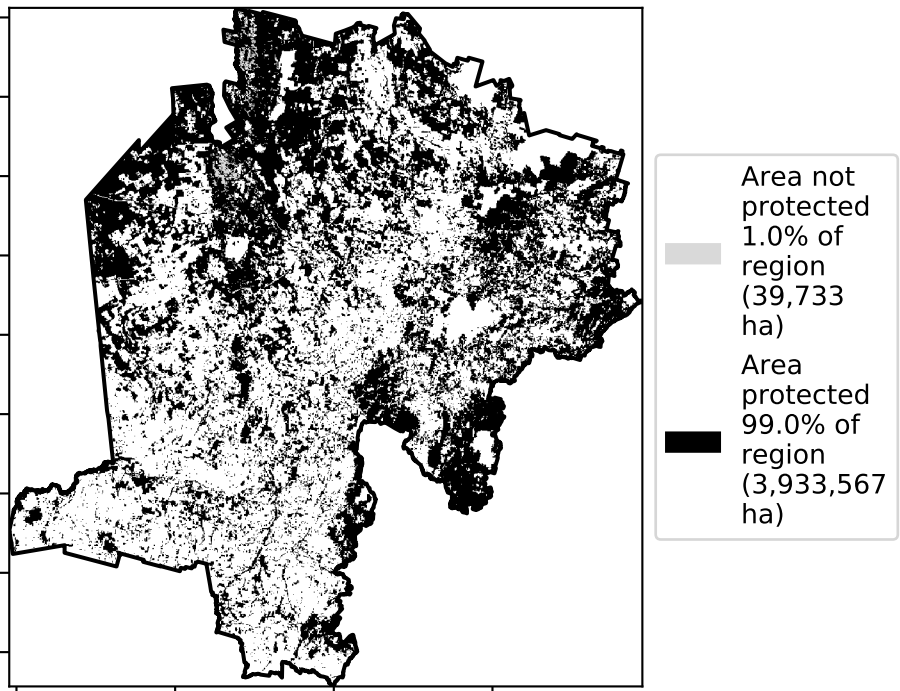 Area not
protected
1.0% of
region
(39,733
ha)
Area
protected
99.0% of
region
(3,933,567
ha)